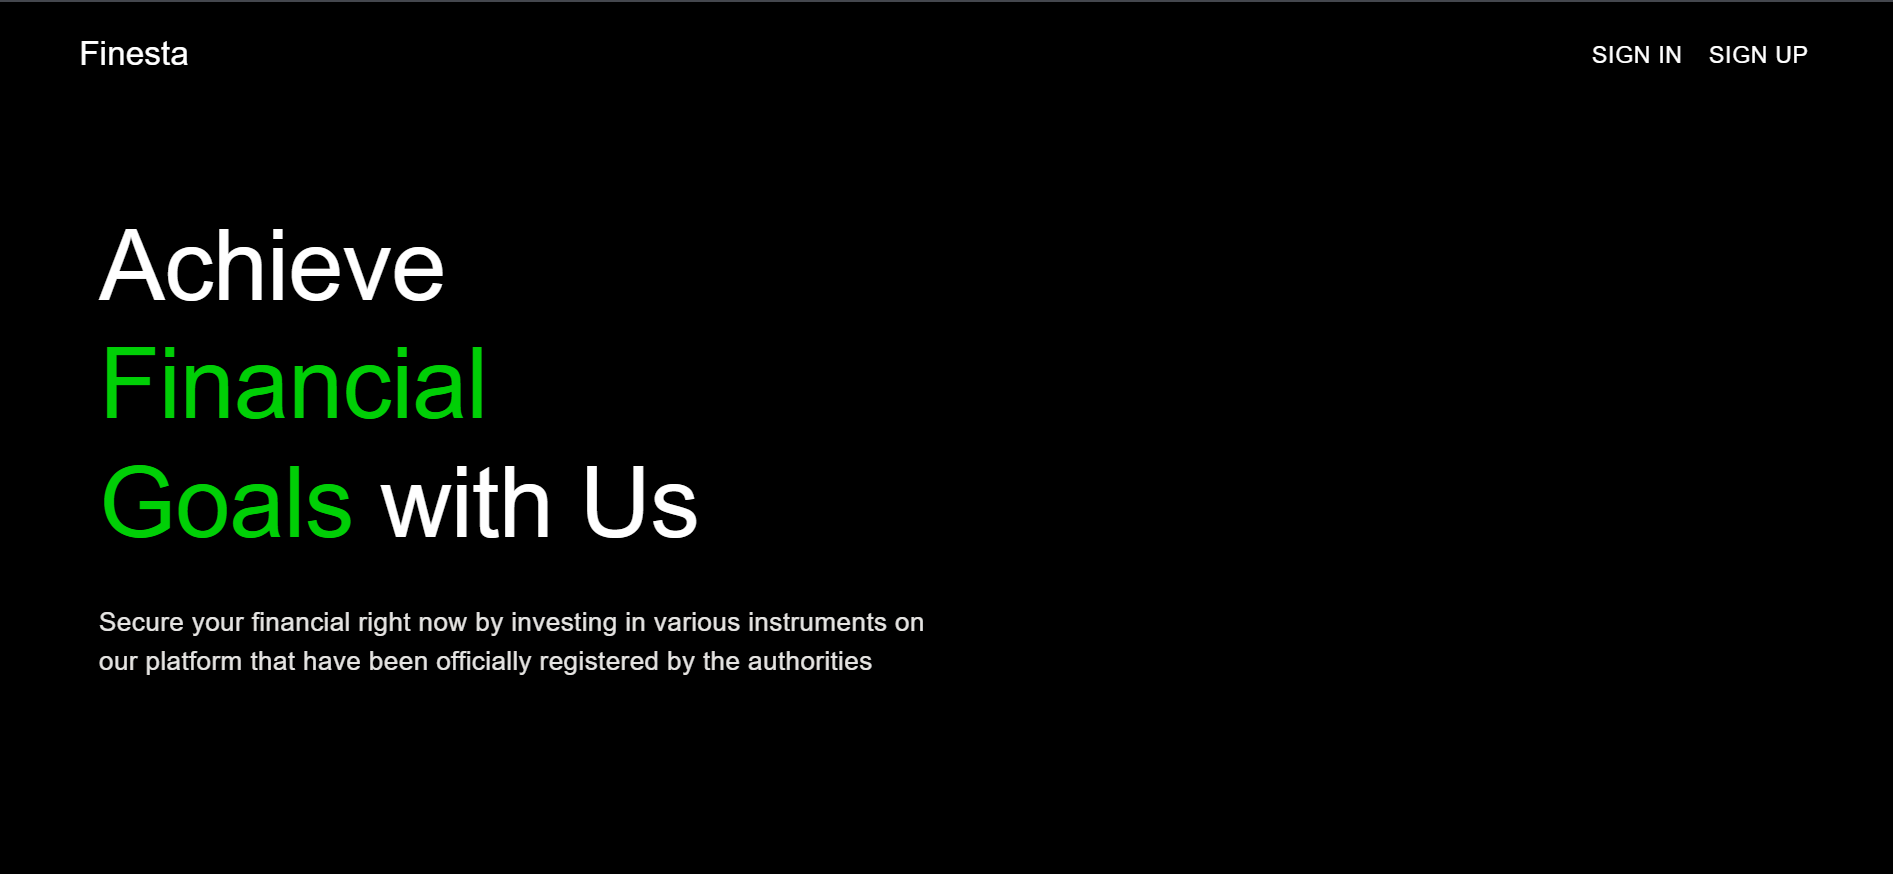 Finesta
SIGN IN SIGN UP
Achieve
Financial
Goals with Us
Secure your financial right now by investing in various instruments on
our platform that have been officially registered by the authorities